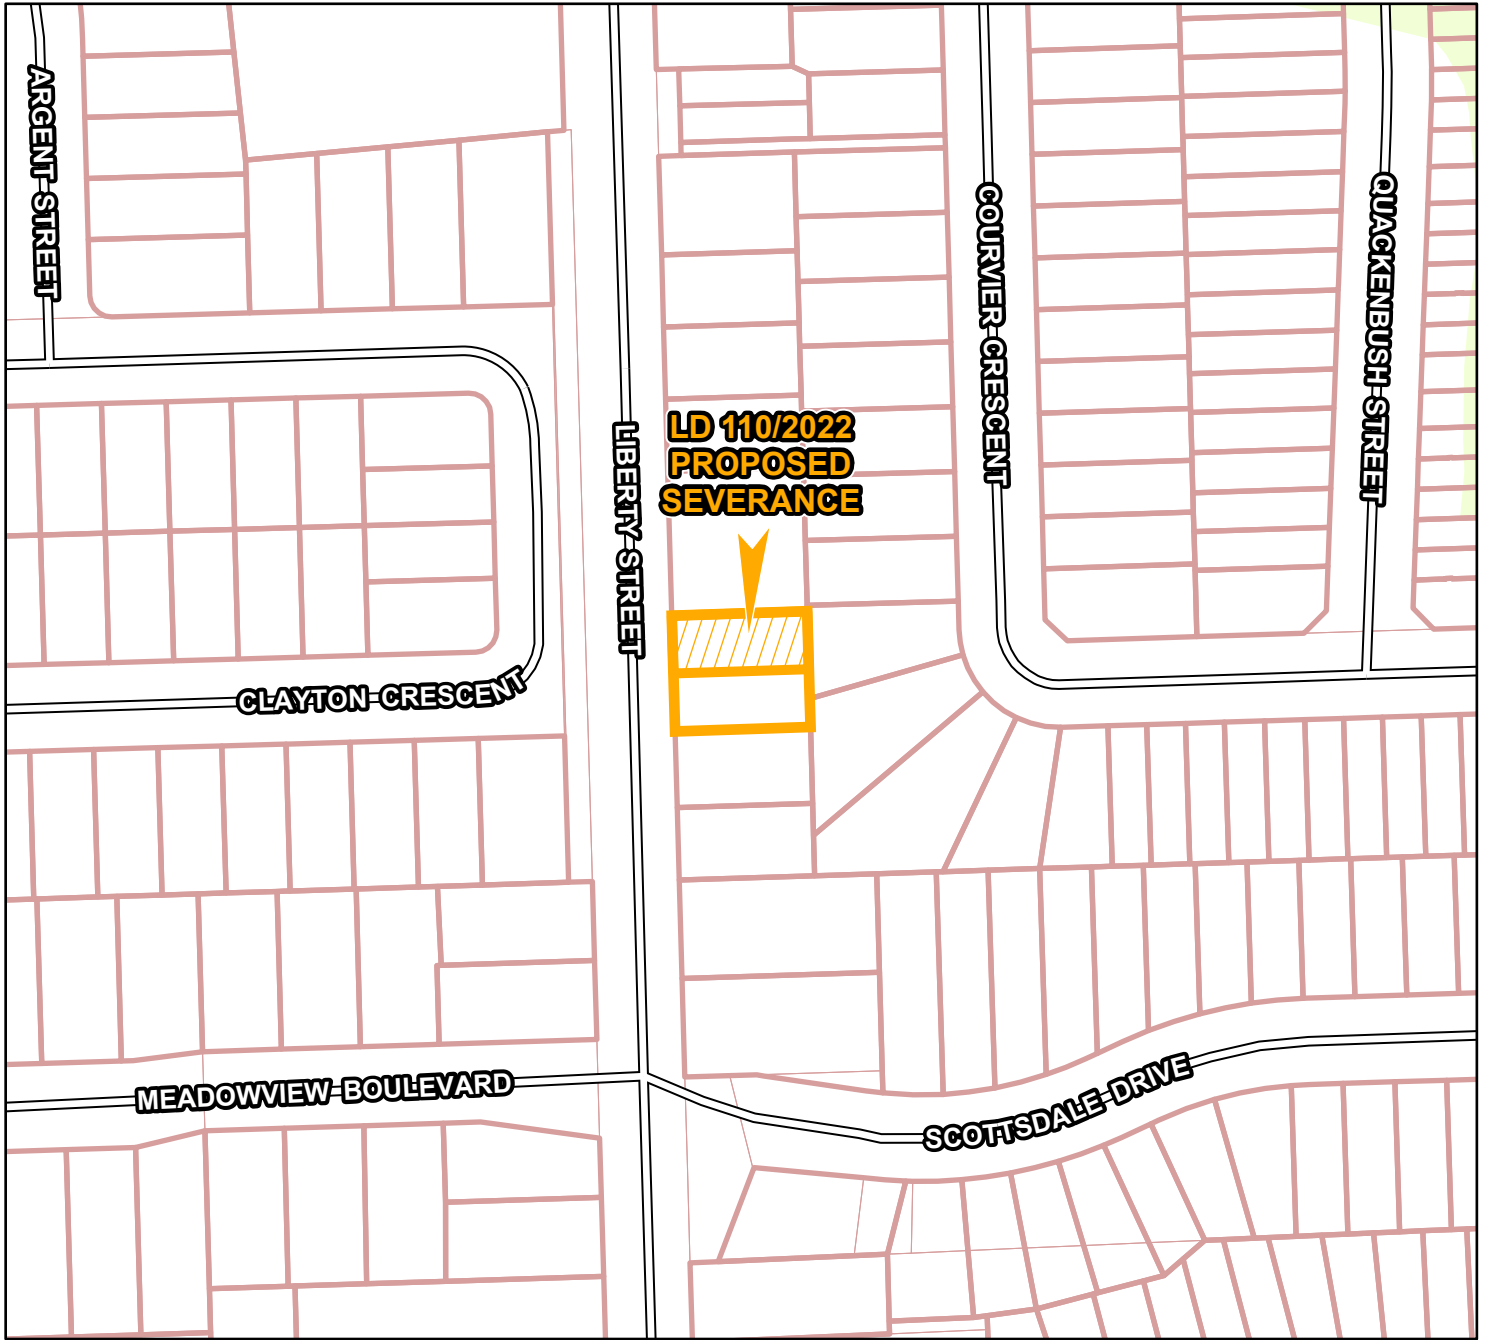 ARGENT STREET
COURVIER CRESCENT
QUACKENBUSH STREET
LD 110/2022
PROPOSED
SEVERANCE
LIBERTY STREET
CLAYTON CRESCENT
MEADOWVIEW BOULEVARD
SCOTTSDALE DRIVE